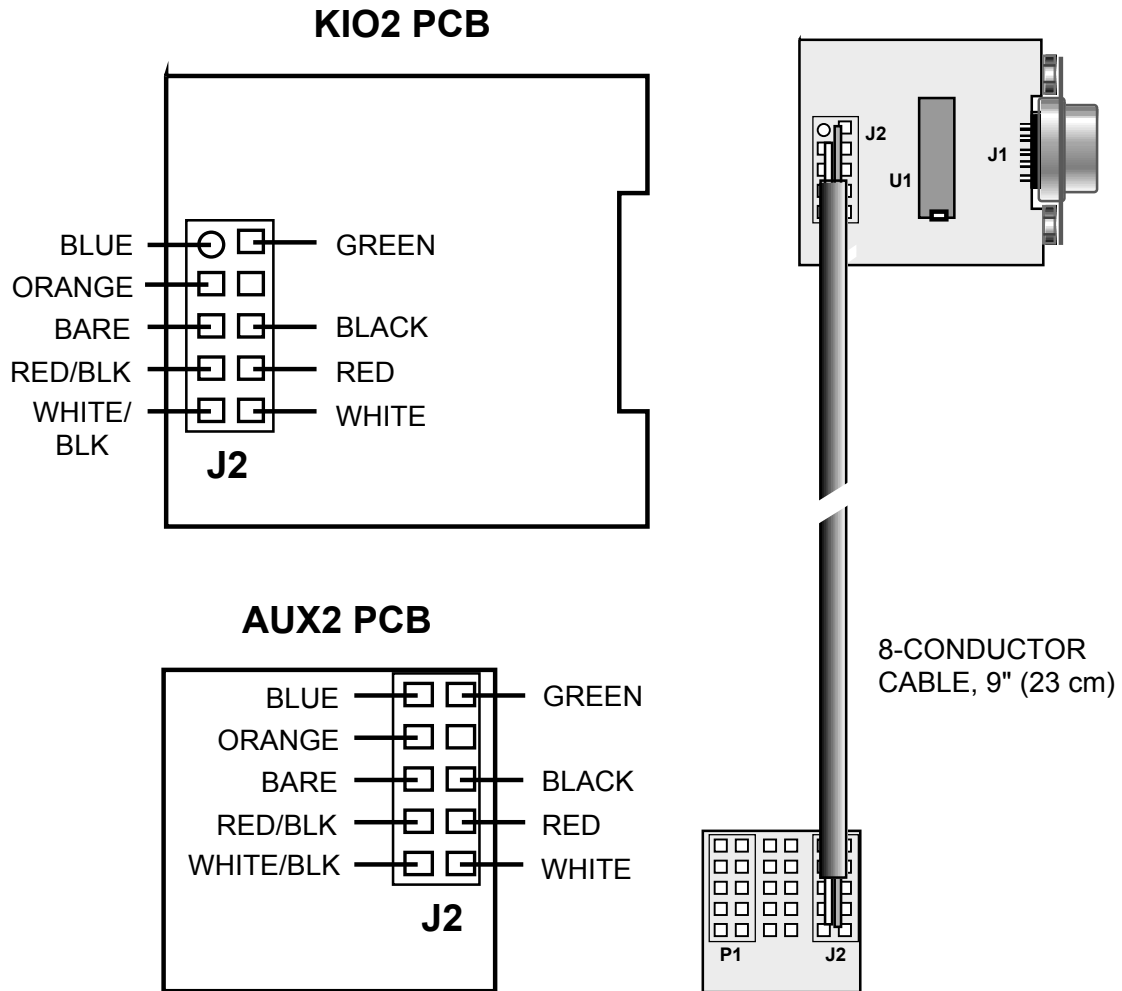 KIO2 PCB
BLUE
GREEN
ORANGE
BARE
BLACK
RED/BLK
RED
WHITE/
BLK
WHITE
J2
J2
U1
J1
AUX2 PCB
BLUE
GREEN
ORANGE
BARE
BLACK
RED/BLK
RED
WHITE/BLK
WHITE
J2
8-CONDUCTOR
CABLE, 9" (23 cm)
P1
J2